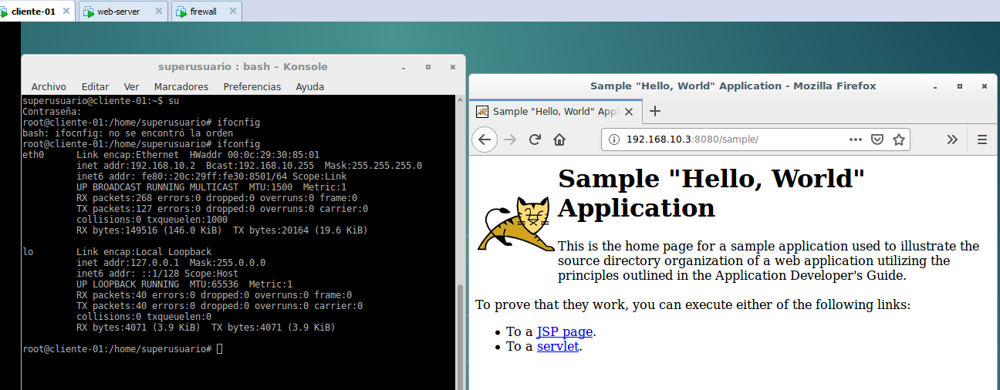 cliente-01
web-server
firewall
superusuario : bash – Konsole
Archivo Editar Ver Marcadores Preferencias Ayuda
superusuario@cliente-01:~$ su
Contraseña:
root@cliente-01:/home/superusuario# ifocnfig
bash: ifocnfig: no se encontró la orden
root@cliente-01:/home/superusuario# ifconfig
eth0      Link encap:Ethernet  HWaddr 00:0c:29:30:85:01
          inet addr:192.168.10.2  Bcast:192.168.10.255  Mask:255.255.255.0
          inet6 addr: fe80::20c:29ff:fe30:8501/64 Scope:Link
          UP BROADCAST RUNNING MULTICAST  MTU:1500  Metric:1
          RX packets:268 errors:0 dropped:0 overruns:0 frame:0
          TX packets:127 errors:0 dropped:0 overruns:0 carrier:0
          collisions:0 txqueuelen:1000
          RX bytes:149516 (146.0 KiB)  TX bytes:20164 (19.6 KiB)
lo        Link encap:Local Loopback
          inet addr:127.0.0.1  Mask:255.0.0.0
          inet6 addr: ::1/128 Scope:Host
          UP LOOPBACK RUNNING  MTU:65536  Metric:1
          RX packets:40 errors:0 dropped:0 overruns:0 frame:0
          TX packets:40 errors:0 dropped:0 overruns:0 carrier:0
          collisions:0 txqueuelen:0
          RX bytes:4071 (3.9 KiB)  TX bytes:4071 (3.9 KiB)
root@cliente-01:/home/superusuario#
Sample "Hello, World" Application - Mozilla Firefox
Sample "Hello, World" Appli
192.168.10.3:8080/sample/
Sample "Hello, World"
Application
This is the home page for a sample application used to illustrate the
source directory organization of a web application utilizing the
principles outlined in the Application Developer's Guide.
To prove that they work, you can execute either of the following links:
• To a JSP page.
• To a servlet.